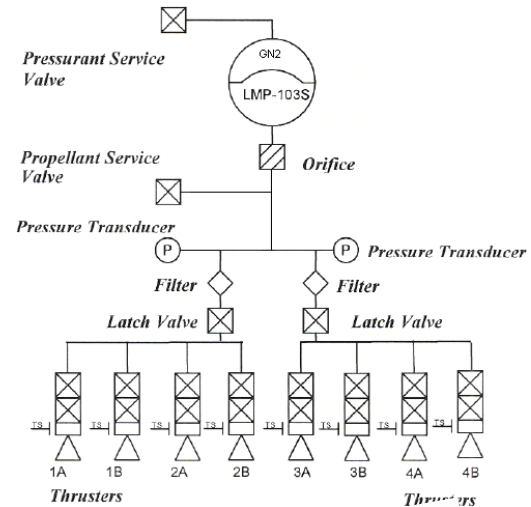 Pressurant Service
Valve
GN2
LMP-103S
Orifice
Propellant Service
Valve
Pressure Transducer
P
P
Pressure Transducer
Filter
Filter
Latch Valve
Latch Valve
TS
TS
TS
TS
TS
TS
TS
TS
1A
1B
2A
2B
3A
3B
4A
4B
Thrusters
Thrusters